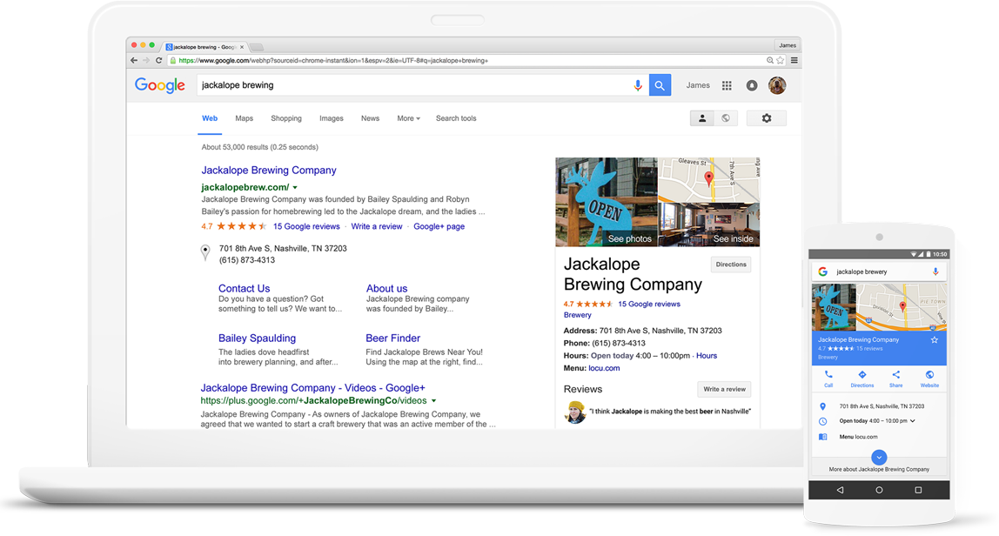 jackalope brewing - Goog
James
https://www.google.com/webhp?sourceid=chrome-instant&ion=1&espv=2&ie=UTF-8#q=jackalope+brewing+
Google
jackalope brewing
James
Web Maps Shopping Images News More Search tools
About 53,000 results (0.25 seconds)
Jackalope Brewing Company
jackalopebrew.com/
Jackalope Brewing Company was founded by Bailey Spaulding and Robyn
Bailey's passion for homebrewing led to the Jackalope dream, and the ladies ...
4.7 15 Google reviews · Write a review · Google+ page
701 8th Ave S, Nashville, TN 37203
(615) 873-4313
Contact Us
Do you have a question? Got
something to tell us? We want to...
About us
Jackalope Brewing company
was founded by Bailey...
Bailey Spaulding
The ladies dove headfirst
into brewery planning, and after...
Beer Finder
Find Jackalope Brews Near You!
Using the map at the right, find...
Jackalope Brewing Company - Videos - Google+
https://plus.google.com/+JackalopeBrewingCo/videos
Jackalope Brewing Company - As owners of Jackalope Brewing Company, we
agreed that we wanted to start a craft brewery that was an active member of the ...
OPEN
See photos
Gleaves St
7th Ave S
ing Ave
See inside
Jackalope
Brewing Company
Directions
4.7 15 Google reviews
Brewery
Address: 701 8th Ave S, Nashville, TN 37203
Phone: (615) 873-4313
Hours: Open today 4:00 – 10:00pm · Hours
Menu: locu.com
Reviews
Write a review
"I think Jackalope is making the best beer in Nashville"
10:50
G
jackalope brewery
OPEN
Division St
PIE TOWN
Jackalope Brewing Company
4.7 15 reviews
Brewery
Call Directions Share Website
701 8th Ave S, Nashville, TN 37203
Open today 4:00 – 10:00 pm
Menu locu.com
More about Jackalope Brewing Company